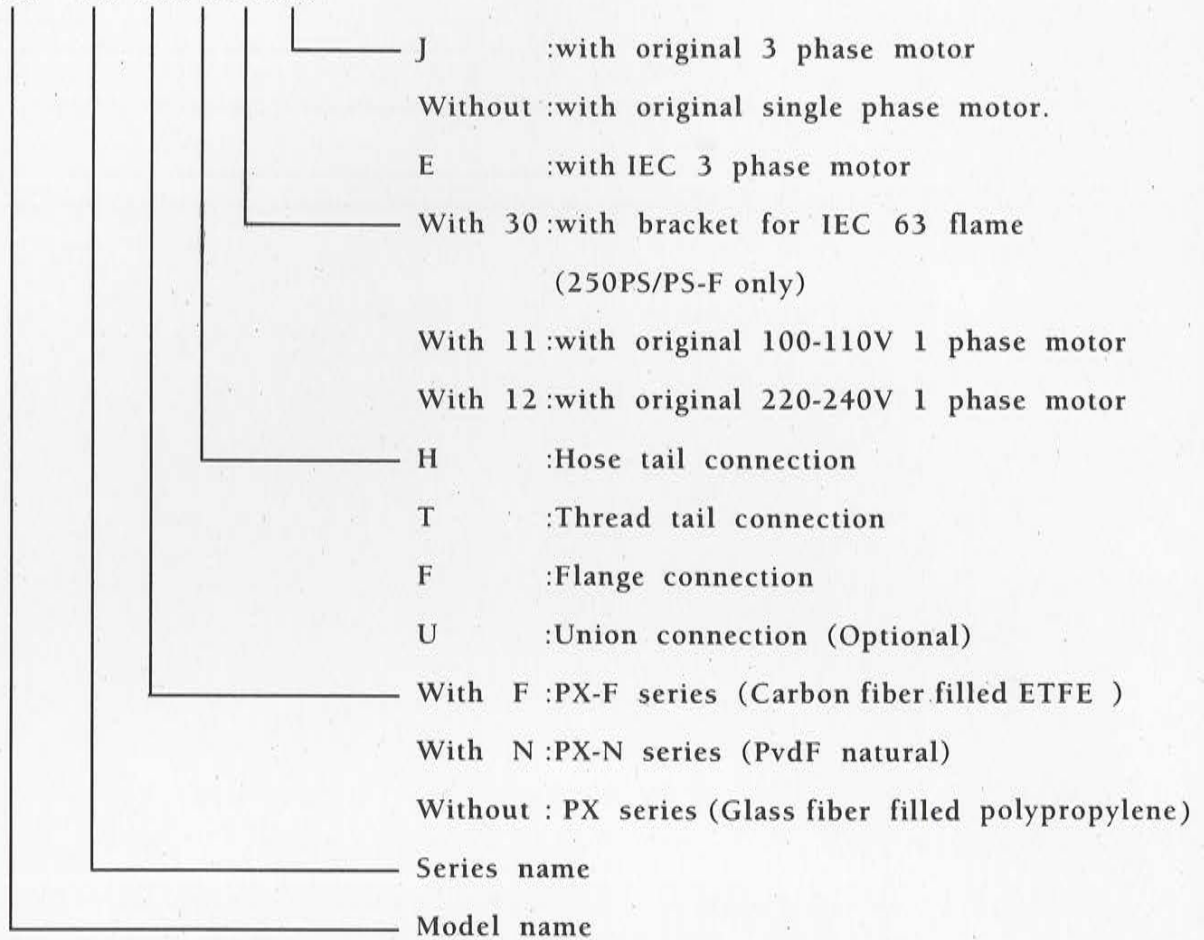 J :with original 3 phase motor
Without :with original single phase motor.
E :with IEC 3 phase motor
With 30 :with bracket for IEC 63 flame
(250PS/PS-F only)
With 11 :with original 100-110V 1 phase motor
With 12 :with original 220-240V 1 phase motor
H :Hose tail connection
T :Thread tail connection
F :Flange connection
U :Union connection (Optional)
With F :PX-F series (Carbon fiber filled ETFE )
With N :PX-N series (PvdF natural)
Without : PX series (Glass fiber filled polypropylene)
Series name
Model name